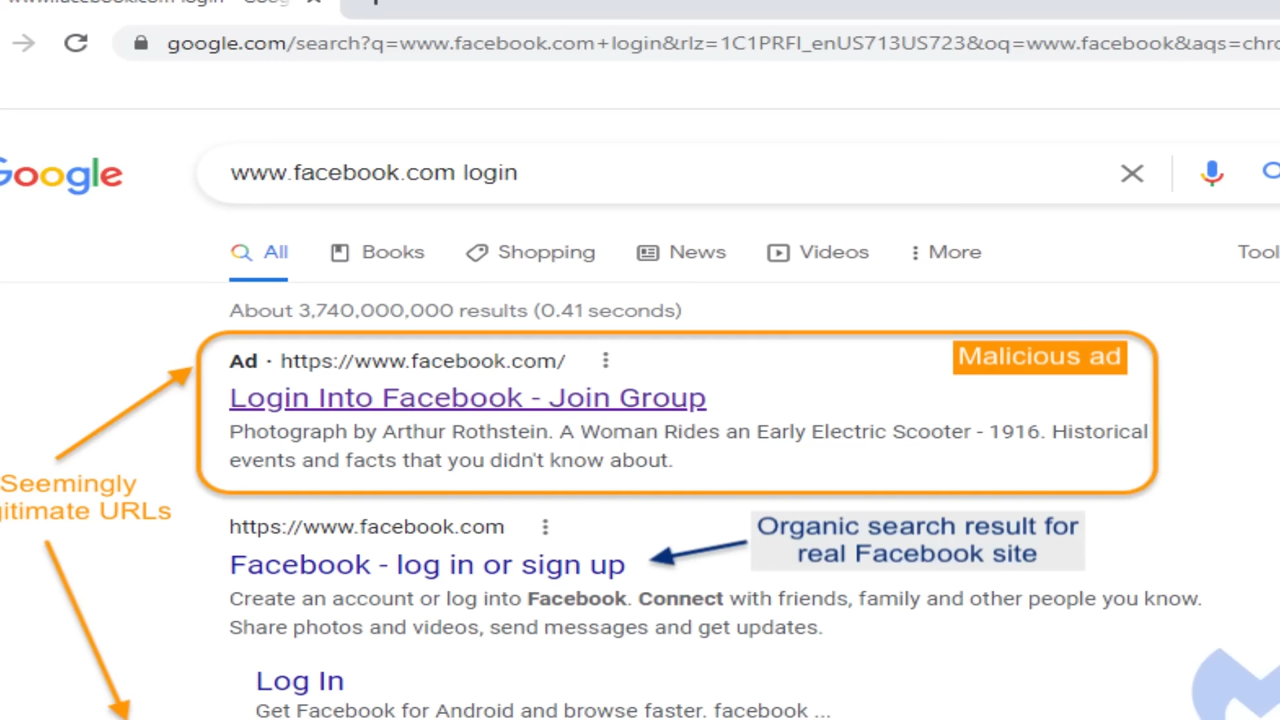 google.com/search?q=www.facebook.com+login&rlz=1C1PRFI_enUS713US723&oq=www.facebook&aqs=chro
Google
www.facebook.com login
All
Books
Shopping
News
Videos
More
Tool
About 3,740,000,000 results (0.41 seconds)
Ad · https://www.facebook.com/
Malicious ad
Login Into Facebook - Join Group
Photograph by Arthur Rothstein. A Woman Rides an Early Electric Scooter - 1916. Historical
events and facts that you didn't know about.
Seemingly
gitimate URLs
https://www.facebook.com
Organic search result for
real Facebook site
Facebook - log in or sign up
Create an account or log into Facebook. Connect with friends, family and other people you know.
Share photos and videos, send messages and get updates.
Log In
Get Facebook for Android and browse faster. facebook ...